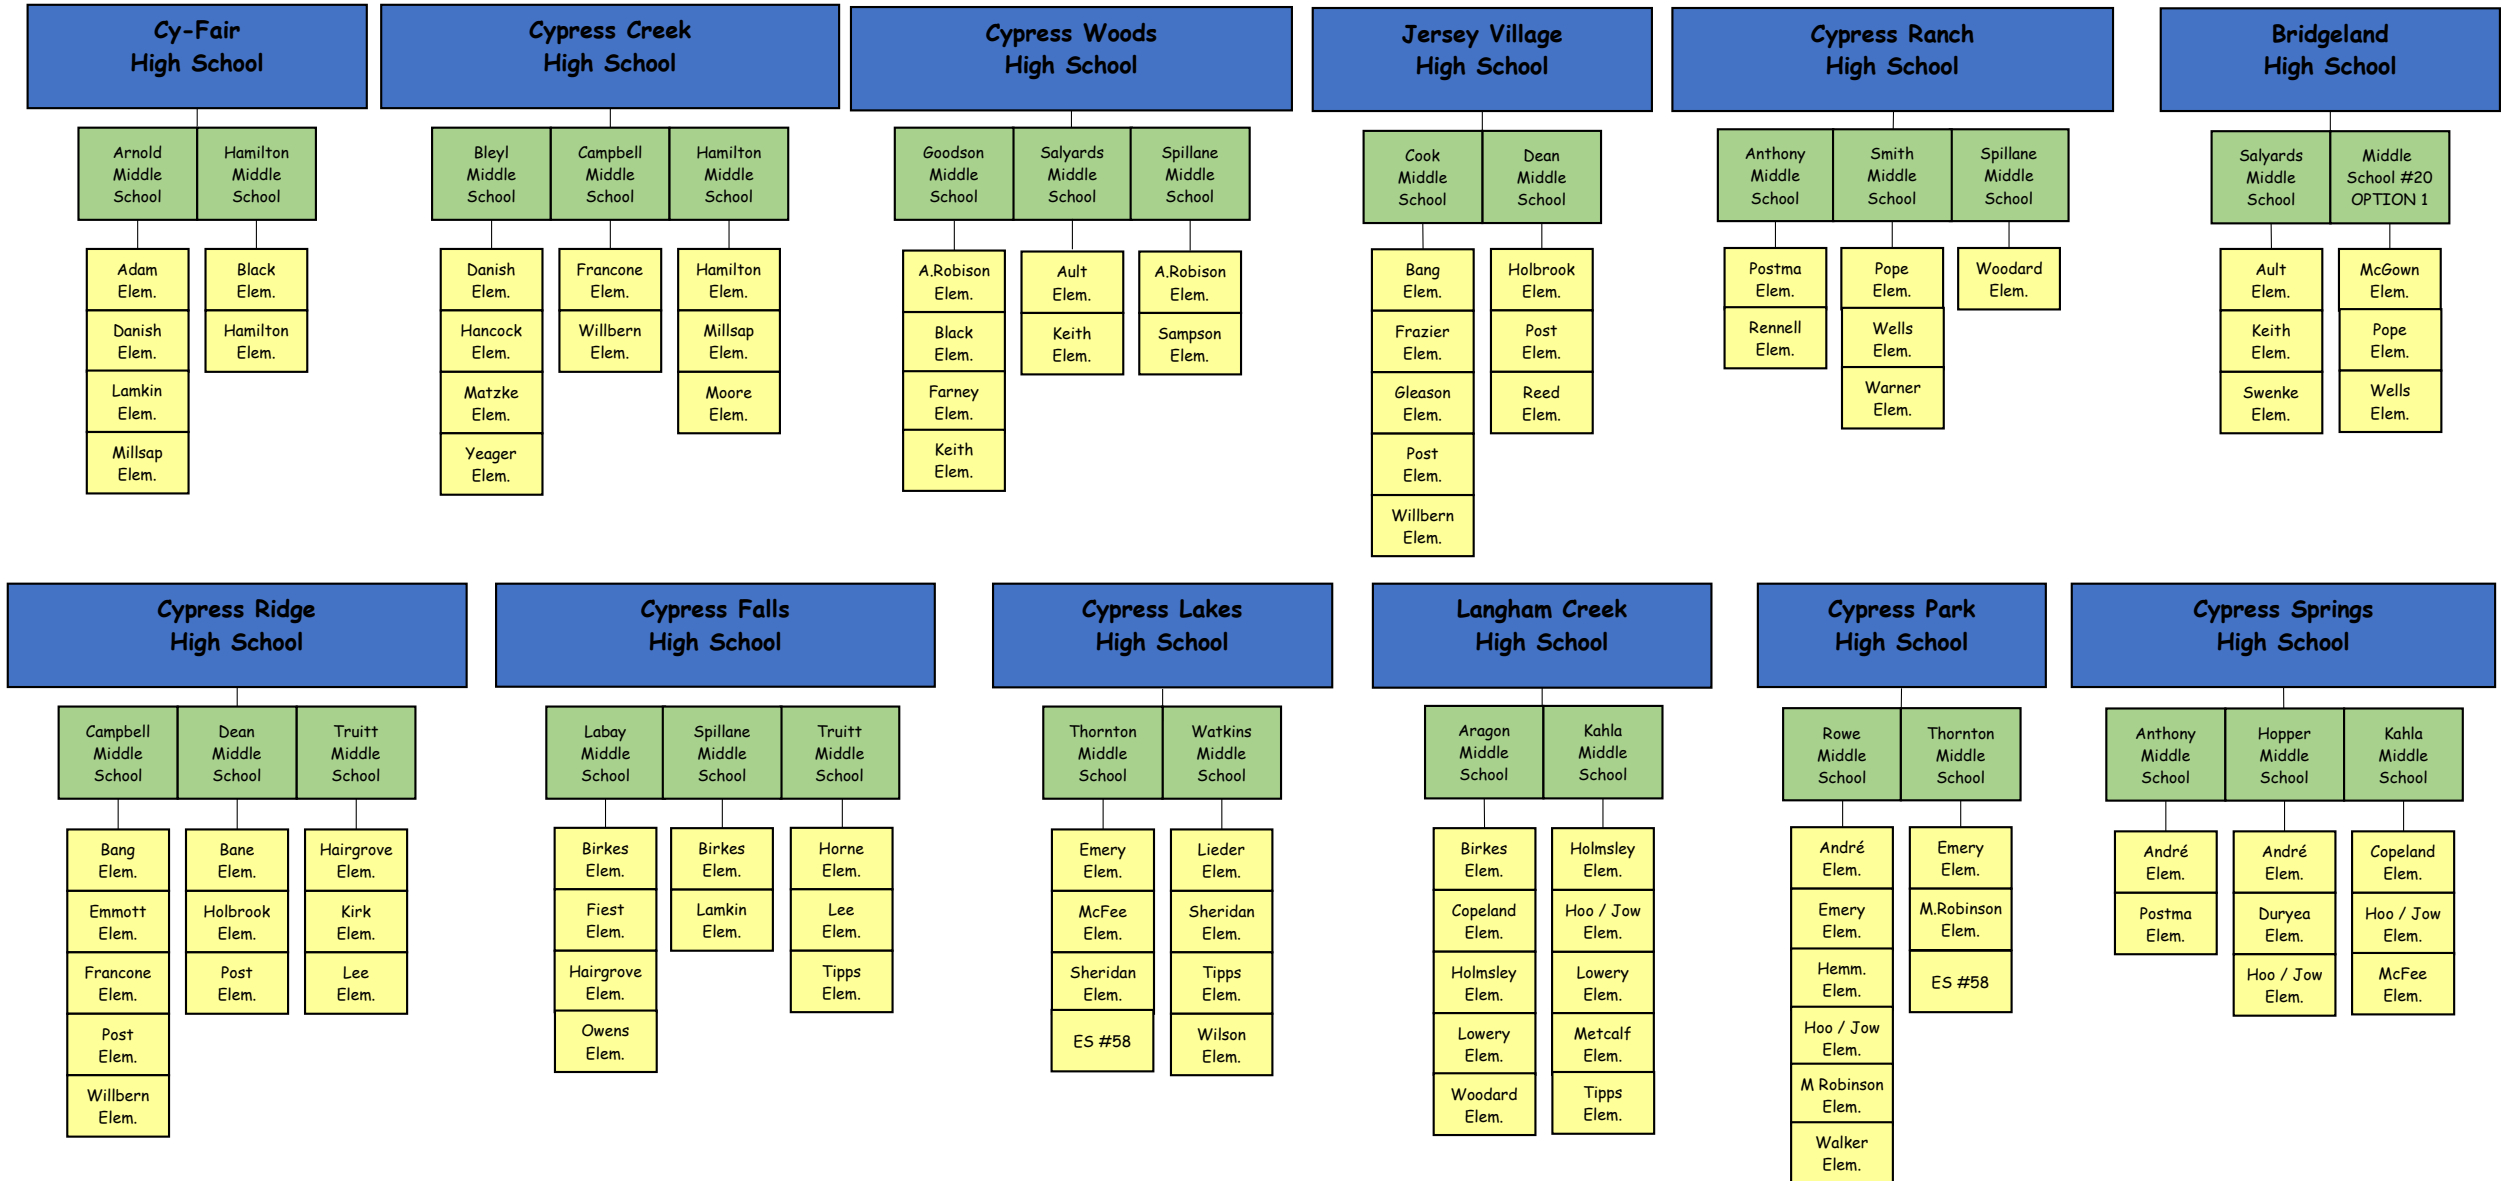 Cy-Fair
High School
Arnold
Middle
School
Hamilton
Middle
School
Adam
Elem.
Danish
Elem.
Lamkin
Elem.
Millsap
Elem.
Black
Elem.
Hamilton
Elem.
Cypress Creek
High School
Bleyl
Middle
School
Campbell
Middle
School
Hamilton
Middle
School
Danish
Elem.
Hancock
Elem.
Matzke
Elem.
Yeager
Elem.
Francone
Elem.
Willbern
Elem.
Hamilton
Elem.
Millsap
Elem.
Moore
Elem.
Cypress Woods
High School
Goodson
Middle
School
Salyards
Middle
School
Spillane
Middle
School
A.Robison
Elem.
Black
Elem.
Farney
Elem.
Keith
Elem.
Ault
Elem.
Keith
Elem.
A.Robison
Elem.
Sampson
Elem.
Jersey Village
High School
Cook
Middle
School
Dean
Middle
School
Bang
Elem.
Frazier
Elem.
Gleason
Elem.
Post
Elem.
Willbern
Elem.
Holbrook
Elem.
Post
Elem.
Reed
Elem.
Cypress Ranch
High School
Anthony
Middle
School
Smith
Middle
School
Spillane
Middle
School
Postma
Elem.
Rennell
Elem.
Pope
Elem.
Wells
Elem.
Warner
Elem.
Woodard
Elem.
Bridgeland
High School
Salyards
Middle
School
Middle
School #20
OPTION 1
Ault
Elem.
Keith
Elem.
Swenke
Elem.
McGown
Elem.
Pope
Elem.
Wells
Elem.
Cypress Ridge
High School
Campbell
Middle
School
Dean
Middle
School
Truitt
Middle
School
Bang
Elem.
Emmott
Elem.
Francone
Elem.
Post
Elem.
Willbern
Elem.
Bane
Elem.
Holbrook
Elem.
Post
Elem.
Hairgrove
Elem.
Kirk
Elem.
Lee
Elem.
Cypress Falls
High School
Labay
Middle
School
Spillane
Middle
School
Truitt
Middle
School
Birkes
Elem.
Fiest
Elem.
Hairgrove
Elem.
Owens
Elem.
Birkes
Elem.
Lamkin
Elem.
Horne
Elem.
Lee
Elem.
Tipps
Elem.
Cypress Lakes
High School
Thornton
Middle
School
Watkins
Middle
School
Emery
Elem.
McFee
Elem.
Sheridan
Elem.
ES #58
Lieder
Elem.
Sheridan
Elem.
Tipps
Elem.
Wilson
Elem.
Langham Creek
High School
Aragon
Middle
School
Kahla
Middle
School
Birkes
Elem.
Copeland
Elem.
Holmsley
Elem.
Lowery
Elem.
Woodard
Elem.
Holmsley
Elem.
Hoo / Jow
Elem.
Lowery
Elem.
Metcalf
Elem.
Tipps
Elem.
Cypress Park
High School
Rowe
Middle
School
Thornton
Middle
School
André
Elem.
Emery
Elem.
Hemm.
Elem.
Hoo / Jow
Elem.
M Robinson
Elem.
Walker
Elem.
Emery
Elem.
M.Robinson
Elem.
ES #58
Cypress Springs
High School
Anthony
Middle
School
Hopper
Middle
School
Kahla
Middle
School
André
Elem.
Postma
Elem.
André
Elem.
Duryea
Elem.
Hoo / Jow
Elem.
Copeland
Elem.
Hoo / Jow
Elem.
McFee
Elem.